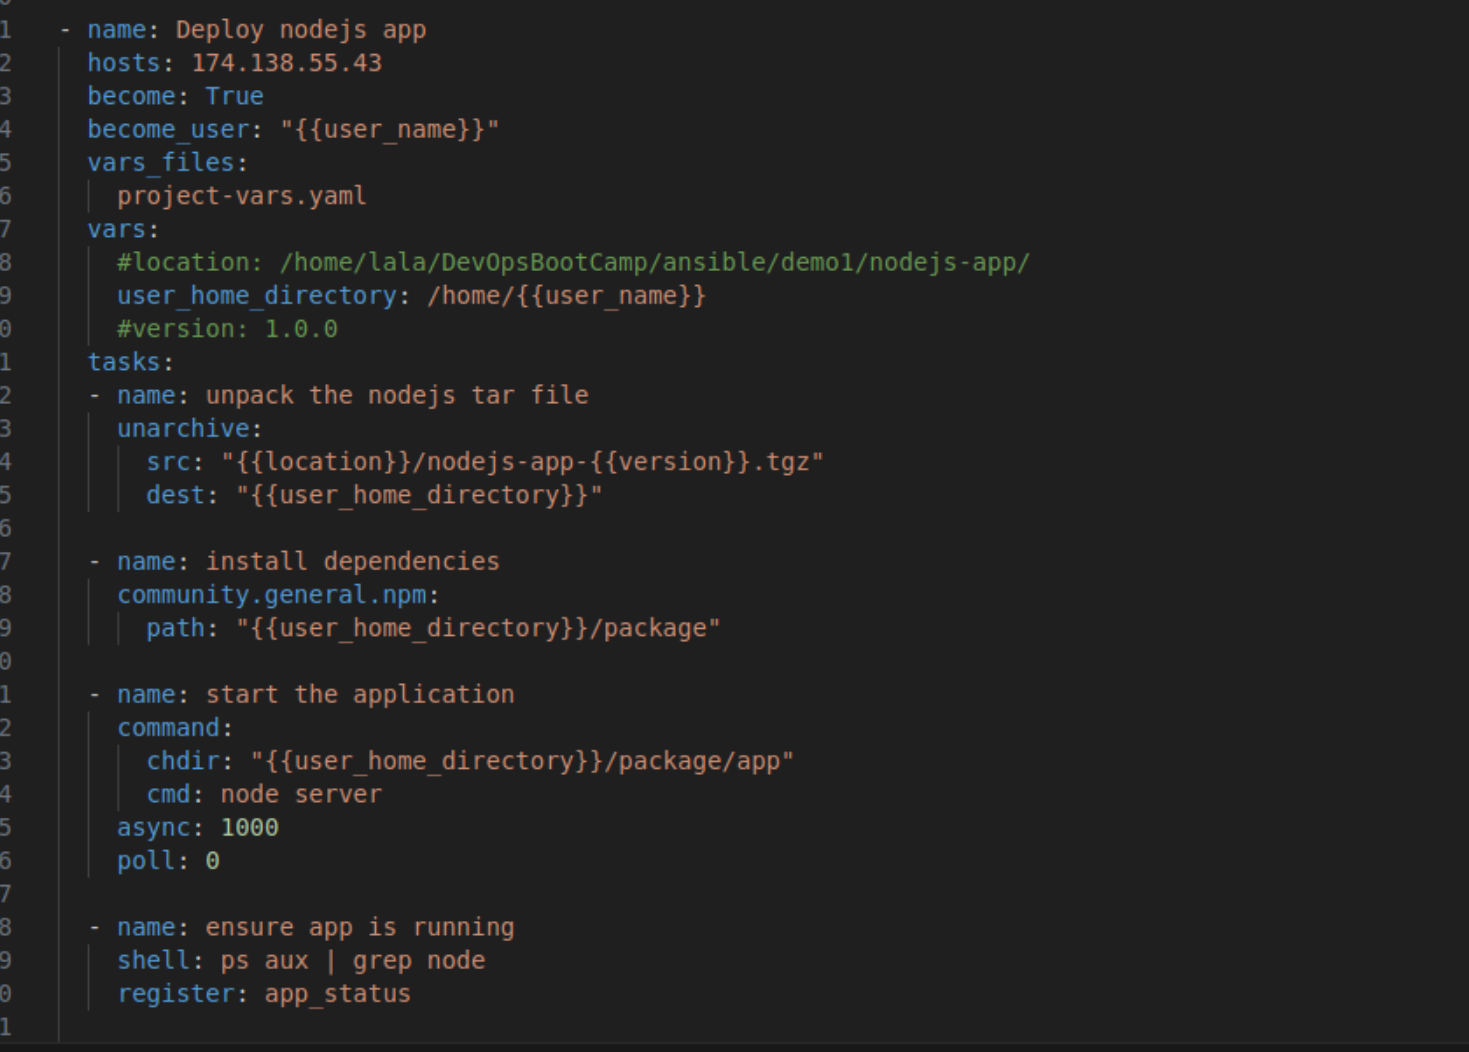 0
1 - name: Deploy nodejs app
2 hosts: 174.138.55.43
3 become: True
4 become_user: "{{user_name}}"
5 vars_files:
6 project-vars.yaml
7 vars:
8 #location: /home/lala/DevOpsBootCamp/ansible/demo1/nodejs-app/
9 user_home_directory: /home/{{user_name}}
0 #version: 1.0.0
1 tasks:
2 - name: unpack the nodejs tar file
3 unarchive:
4 src: "{{location}}/nodejs-app-{{version}}.tgz"
5 dest: "{{user_home_directory}}"
6
7 - name: install dependencies
8 community.general.npm:
9 path: "{{user_home_directory}}/package"
0
1 - name: start the application
2 command:
3 chdir: "{{user_home_directory}}/package/app"
4 cmd: node server
5 async: 1000
6 poll: 0
7
8 - name: ensure app is running
9 shell: ps aux | grep node
0 register: app_status
1